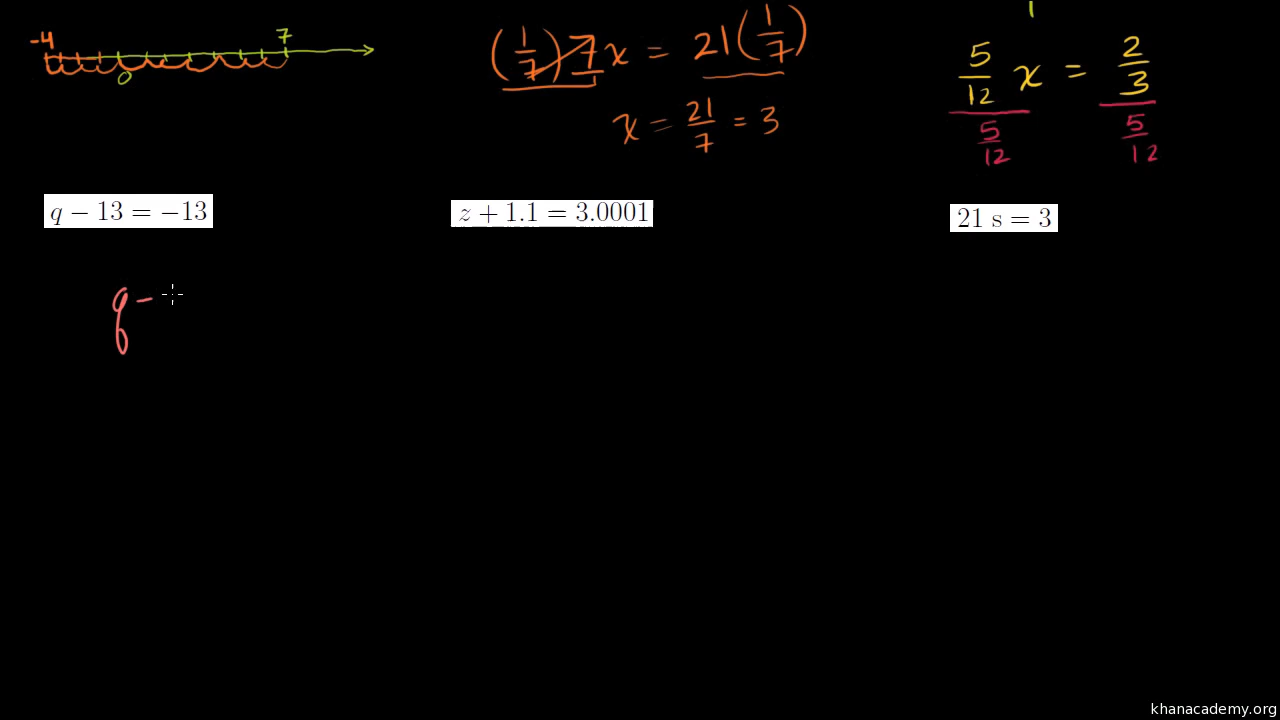 -4 0 7
(1/7) 7x = 21 (1/7)
x = 21/7 = 3
1
5/12 x = 2/3
5/12 5/12
q − 13 = −13
z + 1.1 = 3.0001
21 s = 3
q -
khanacademy.org